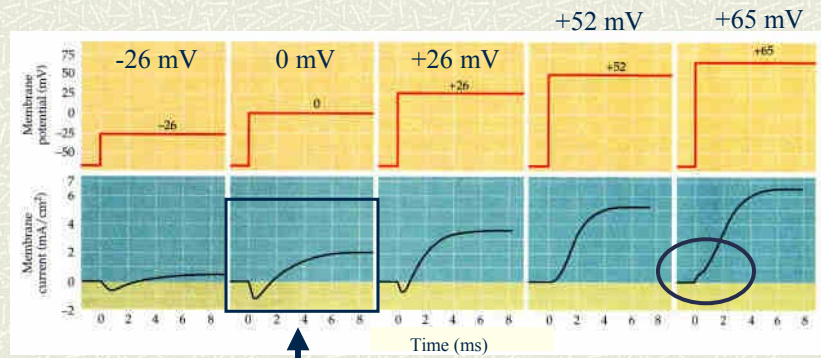 +52 mV
+65 mV
-26 mV
0 mV
+26 mV
Membrane
potential (mV)
75
50
25
0
−25
−50
−26
0
+26
+52
+65
Membrane
current (mA/cm²)
7
6
4
2
0
−2
0 2 4 6 8
0 2 4 6 8
0 2 4 6 8
0 2 4 6 8
0 2 4 6 8
Time (ms)